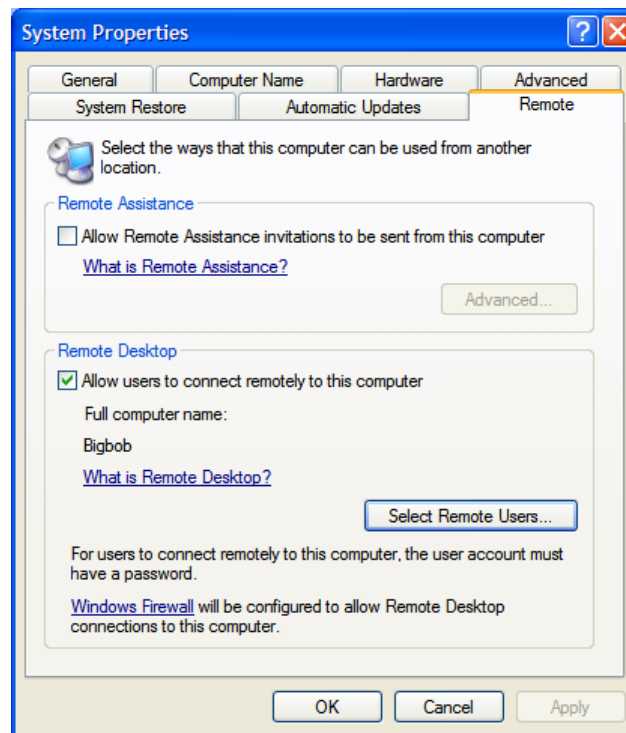 System Properties
General Computer Name Hardware Advanced
System Restore Automatic Updates Remote
Select the ways that this computer can be used from another
location.
Remote Assistance
Allow Remote Assistance invitations to be sent from this computer
What is Remote Assistance?
Advanced...
Remote Desktop
Allow users to connect remotely to this computer
Full computer name:
Bigbob
What is Remote Desktop?
Select Remote Users...
For users to connect remotely to this computer, the user account must
have a password.
Windows Firewall will be configured to allow Remote Desktop
connections to this computer.
OK Cancel Apply